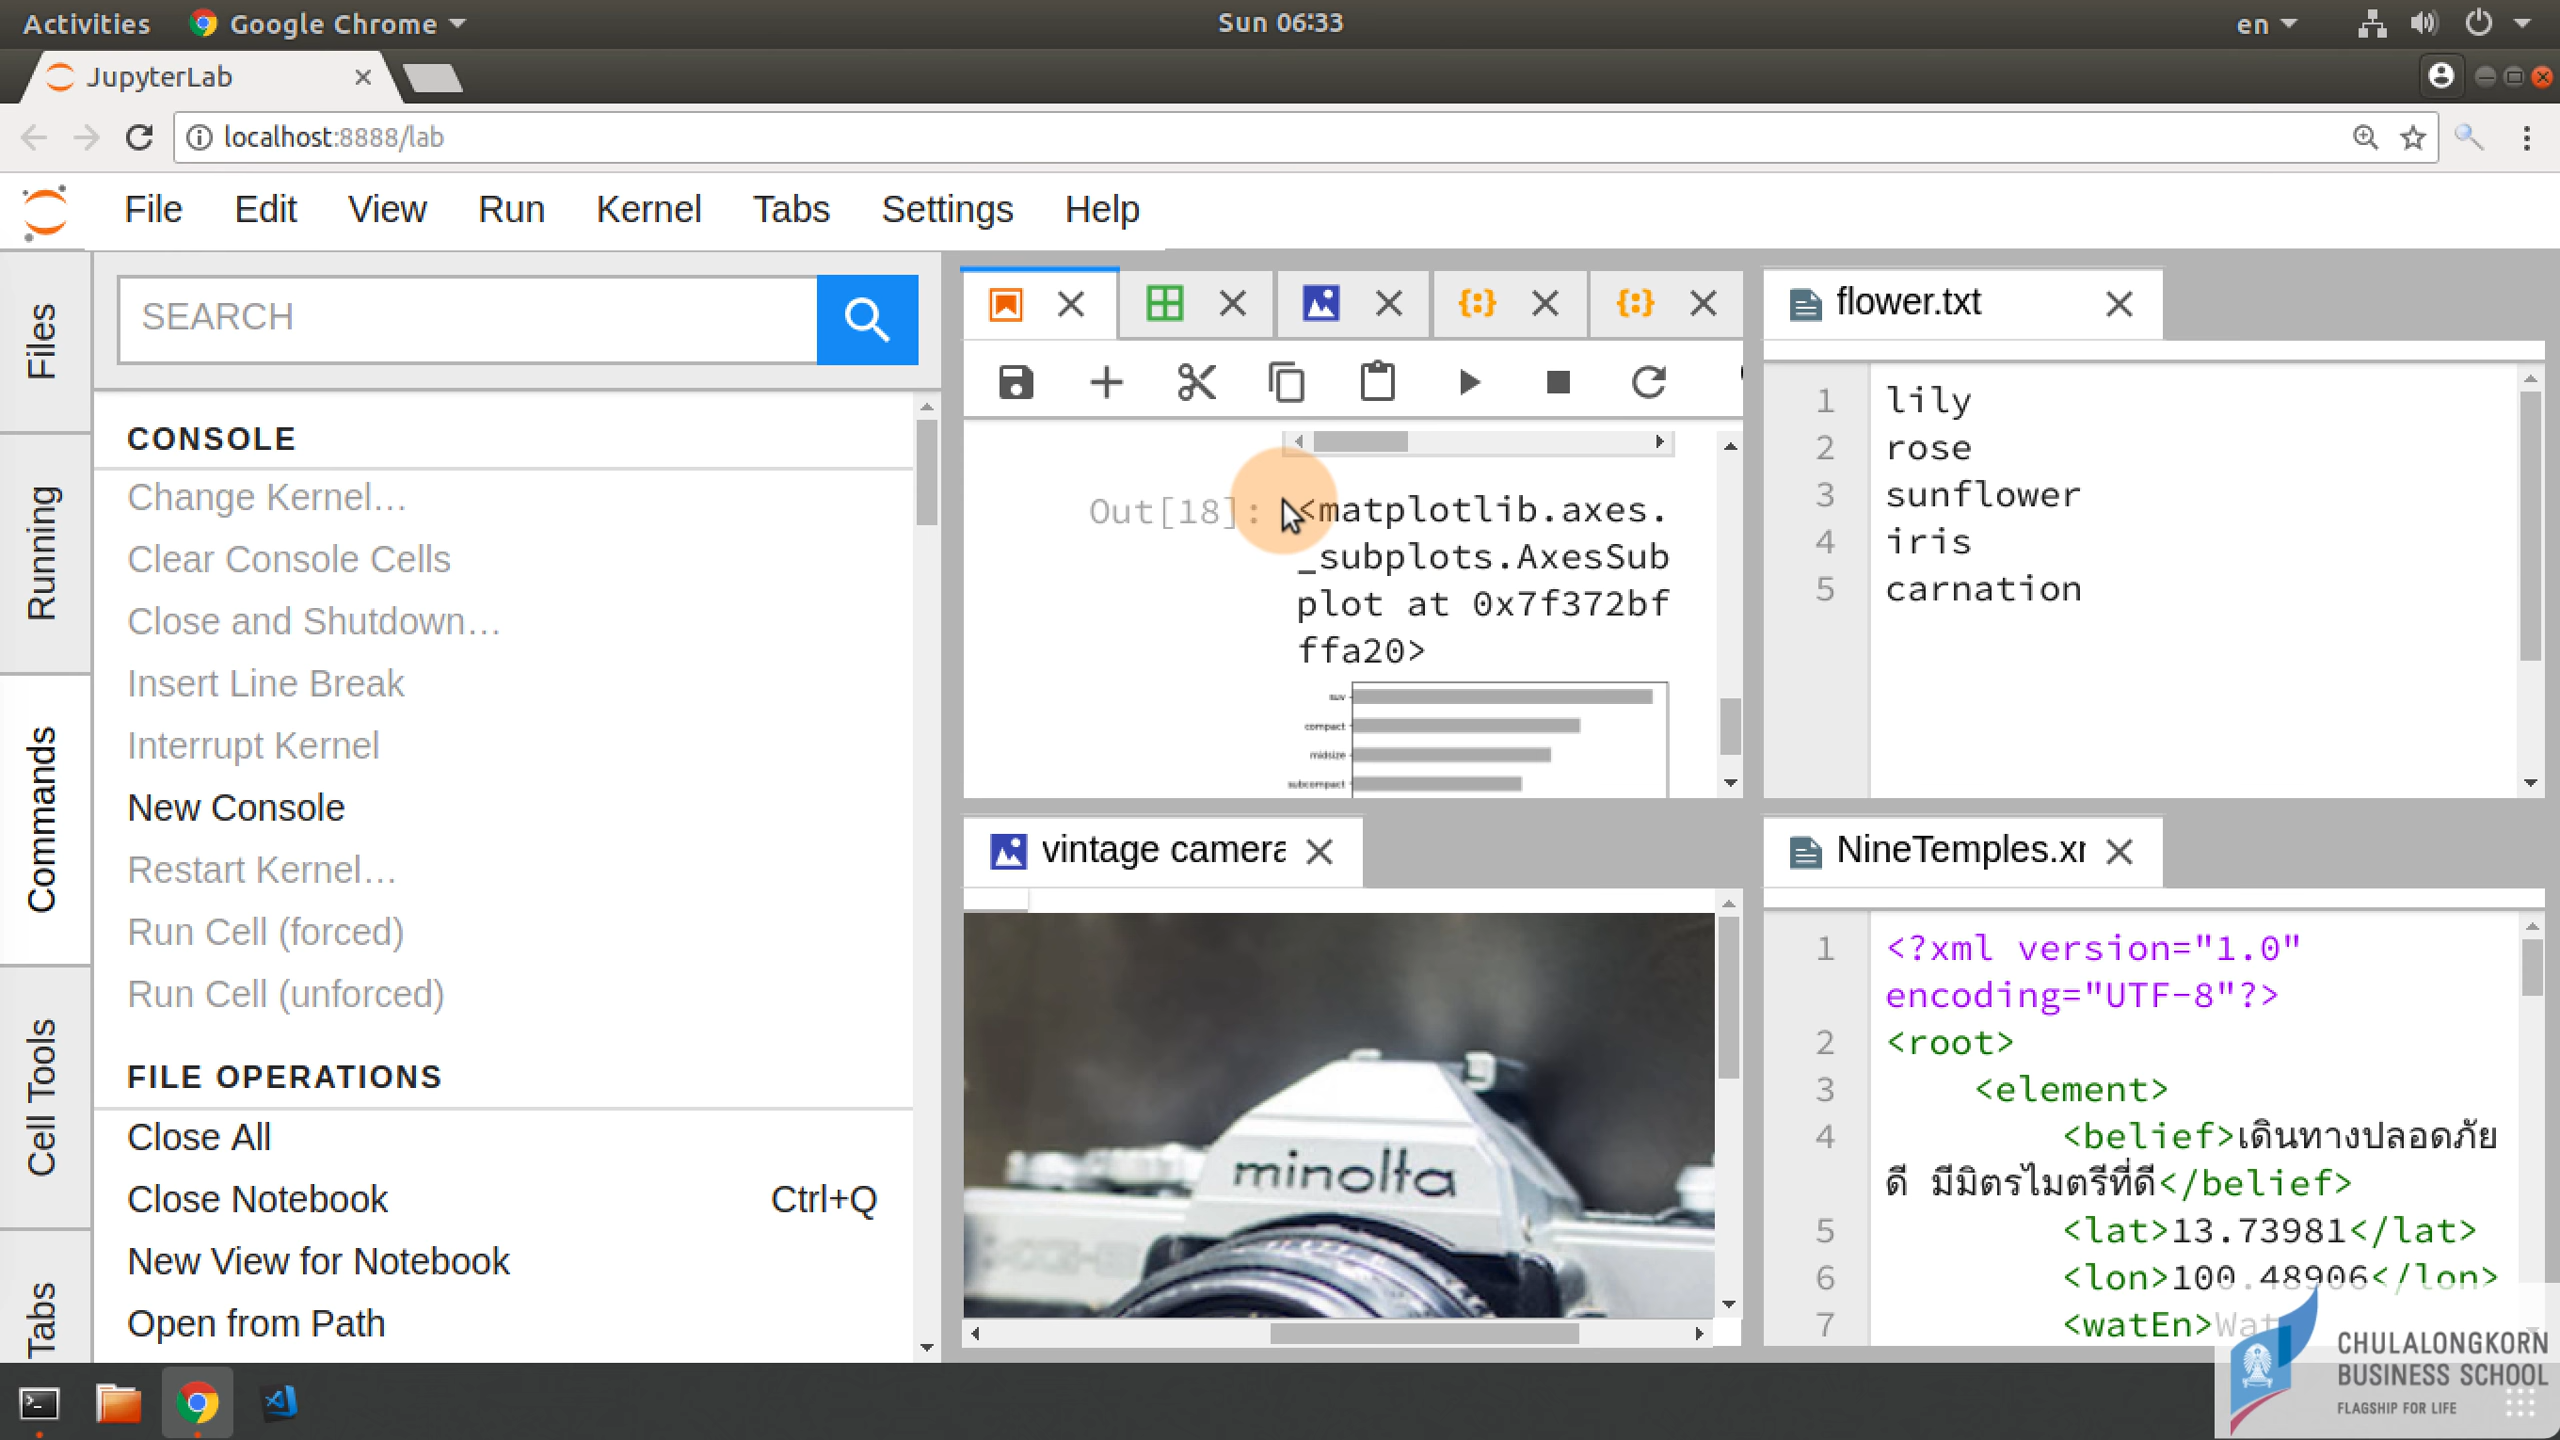 Activities
Google Chrome
Sun 06:33
en
JupyterLab
localhost:8888/lab
File Edit View Run Kernel Tabs Settings Help
Files
Running
Commands
Cell Tools
Tabs
SEARCH
CONSOLE
Change Kernel…
Clear Console Cells
Close and Shutdown…
Insert Line Break
Interrupt Kernel
New Console
Restart Kernel…
Run Cell (forced)
Run Cell (unforced)
FILE OPERATIONS
Close All
Close Notebook Ctrl+Q
New View for Notebook
Open from Path
Out[18]:
<matplotlib.axes.
_subplots.AxesSub
plot at 0x7f372bf
ffa20>
suv
compact
midsize
subcompact
flower.txt
1 lily
2 rose
3 sunflower
4 iris
5 carnation
vintage camera
minolta
NineTemples.xr
1 <?xml version="1.0"
encoding="UTF-8"?>
2 <root>
3 <element>
4 <belief>เดินทางปลอดภัย
ดี มีมิตรไมตรีที่ดี</belief>
5 <lat>13.73981</lat>
6 <lon>100.48906</lon>
7 <watEn>Wat
CHULALONGKORN
BUSINESS SCHOOL
FLAGSHIP FOR LIFE